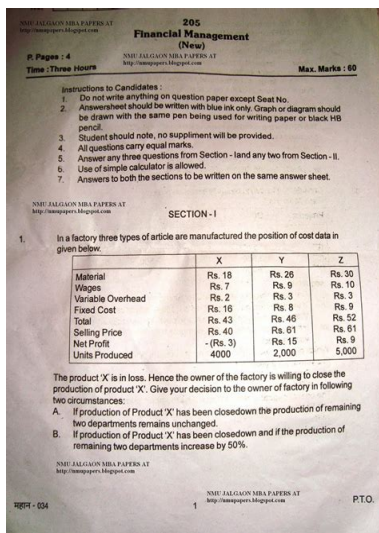 NMU JALGAON MBA PAPERS AT
http://nmupapers.blogspot.com
205
Financial Management
(New)
P. Pages : 4
NMU JALGAON MBA PAPERS AT
http://nmupapers.blogspot.com
Time : Three Hours
Max. Marks : 60
Instructions to Candidates :
1. Do not write anything on question paper except Seat No.
2. Answersheet should be written with blue ink only. Graph or diagram should
be drawn with the same pen being used for writing paper or black HB
pencil.
3. Student should note, no suppliment will be provided.
4. All questions carry equal marks.
5. Answer any three questions from Section - I and any two from Section - II.
6. Use of simple calculator is allowed.
7. Answers to both the sections to be written on the same answer sheet.
NMU JALGAON MBA PAPERS AT
http://nmupapers.blogspot.com
SECTION - I
1. In a factory three types of article are manufactured the position of cost data in
given below.
X Y Z
Material Rs. 18 Rs. 26 Rs. 30
Wages Rs. 7 Rs. 9 Rs. 10
Variable Overhead Rs. 2 Rs. 3 Rs. 3
Fixed Cost Rs. 16 Rs. 8 Rs. 9
Total Rs. 43 Rs. 46 Rs. 52
Selling Price Rs. 40 Rs. 61 Rs. 61
Net Profit - (Rs. 3) Rs. 15 Rs. 9
Units Produced 4000 2,000 5,000
The product 'X' is in loss. Hence the owner of the factory is willing to close the
production of product 'X'. Give your decision to the owner of factory in following
two circumstances:
A. If production of Product 'X' has been closedown the production of remaining
two departments remains unchanged.
B. If production of Product 'X' has been closedown and if the production of
remaining two departments increase by 50%.
NMU JALGAON MBA PAPERS AT
http://nmupapers.blogspot.com
NMU JALGAON MBA PAPERS AT
http://nmupapers.blogspot.com
महान - 034
1
P.T.O.